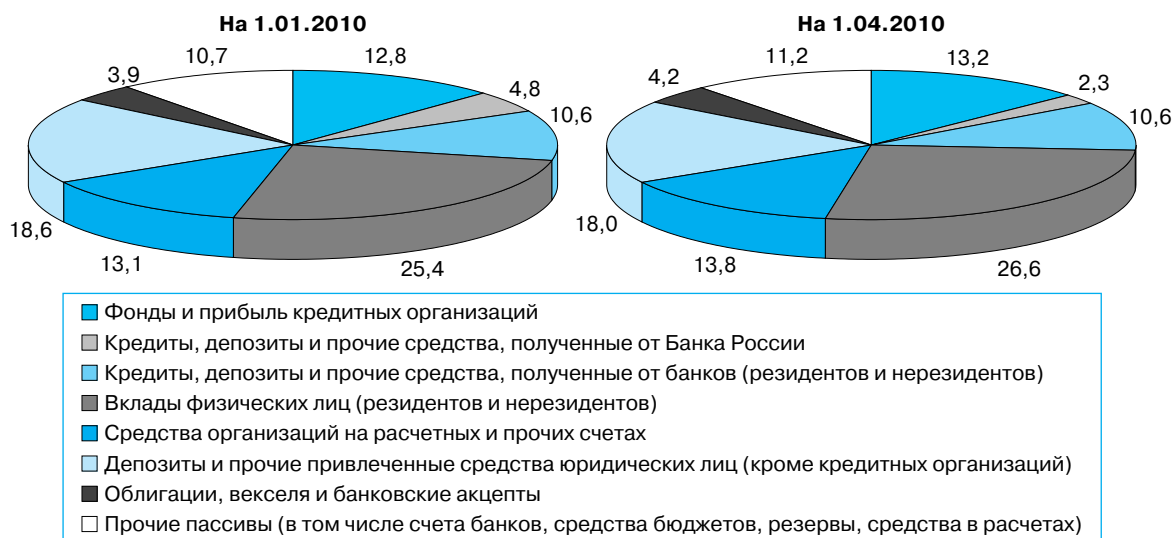 На 1.01.2010
10,7
12,8
3,9
4,8
10,6
18,6
13,1
25,4
На 1.04.2010
11,2
13,2
4,2
2,3
10,6
18,0
13,8
26,6
Фонды и прибыль кредитных организаций
Кредиты, депозиты и прочие средства, полученные от Банка России
Кредиты, депозиты и прочие средства, полученные от банков (резидентов и нерезидентов)
Вклады физических лиц (резидентов и нерезидентов)
Средства организаций на расчетных и прочих счетах
Депозиты и прочие привлеченные средства юридических лиц (кроме кредитных организаций)
Облигации, векселя и банковские акцепты
Прочие пассивы (в том числе счета банков, средства бюджетов, резервы, средства в расчетах)